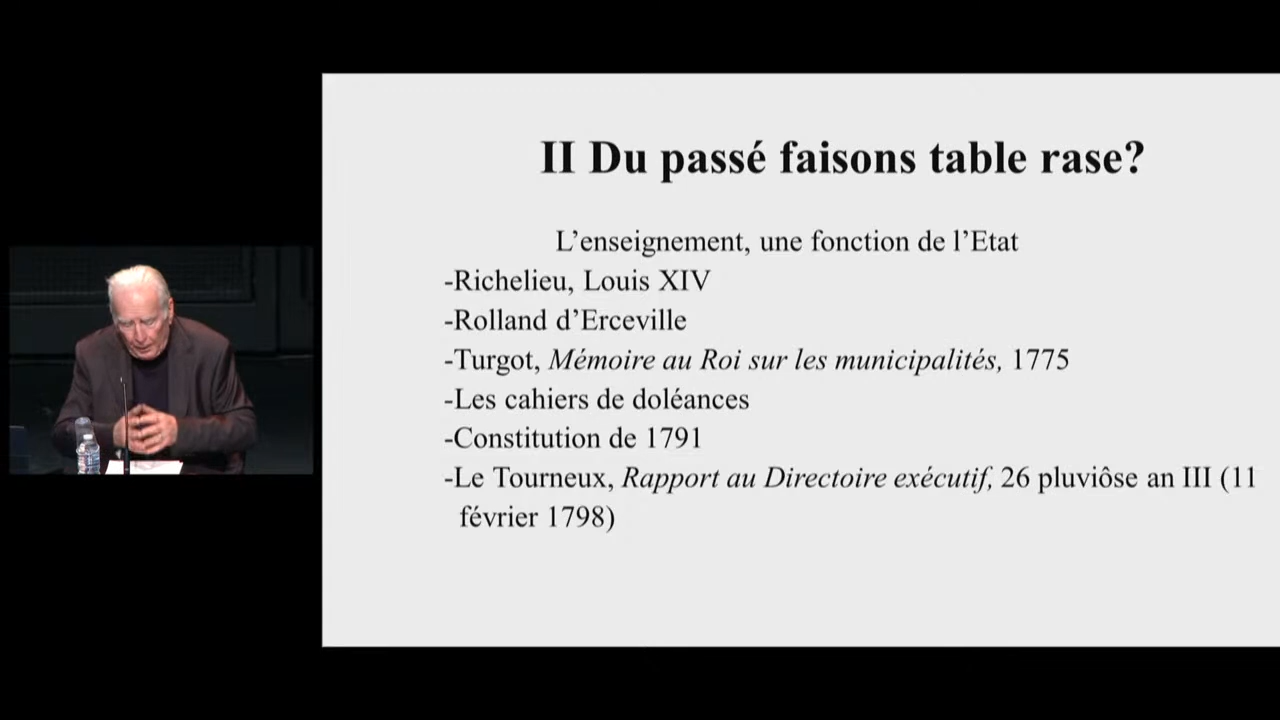 II Du passé faisons table rase?
L’enseignement, une fonction de l’Etat
-Richelieu, Louis XIV
-Rolland d’Erceville
-Turgot, Mémoire au Roi sur les municipalités, 1775
-Les cahiers de doléances
-Constitution de 1791
-Le Tourneux, Rapport au Directoire exécutif, 26 pluviôse an III (11
février 1798)